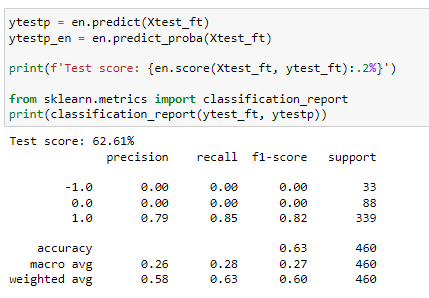 ytestp = en.predict(Xtest_ft)
ytestp_en = en.predict_proba(Xtest_ft)
print(f'Test score: {en.score(Xtest_ft, ytest_ft):.2%}')
from sklearn.metrics import classification_report
print(classification_report(ytest_ft, ytestp))
Test score: 62.61%
precision recall f1-score support
-1.0 0.00 0.00 0.00 33
0.0 0.00 0.00 0.00 88
1.0 0.79 0.85 0.82 339
accuracy 0.63 460
macro avg 0.26 0.28 0.27 460
weighted avg 0.58 0.63 0.60 460